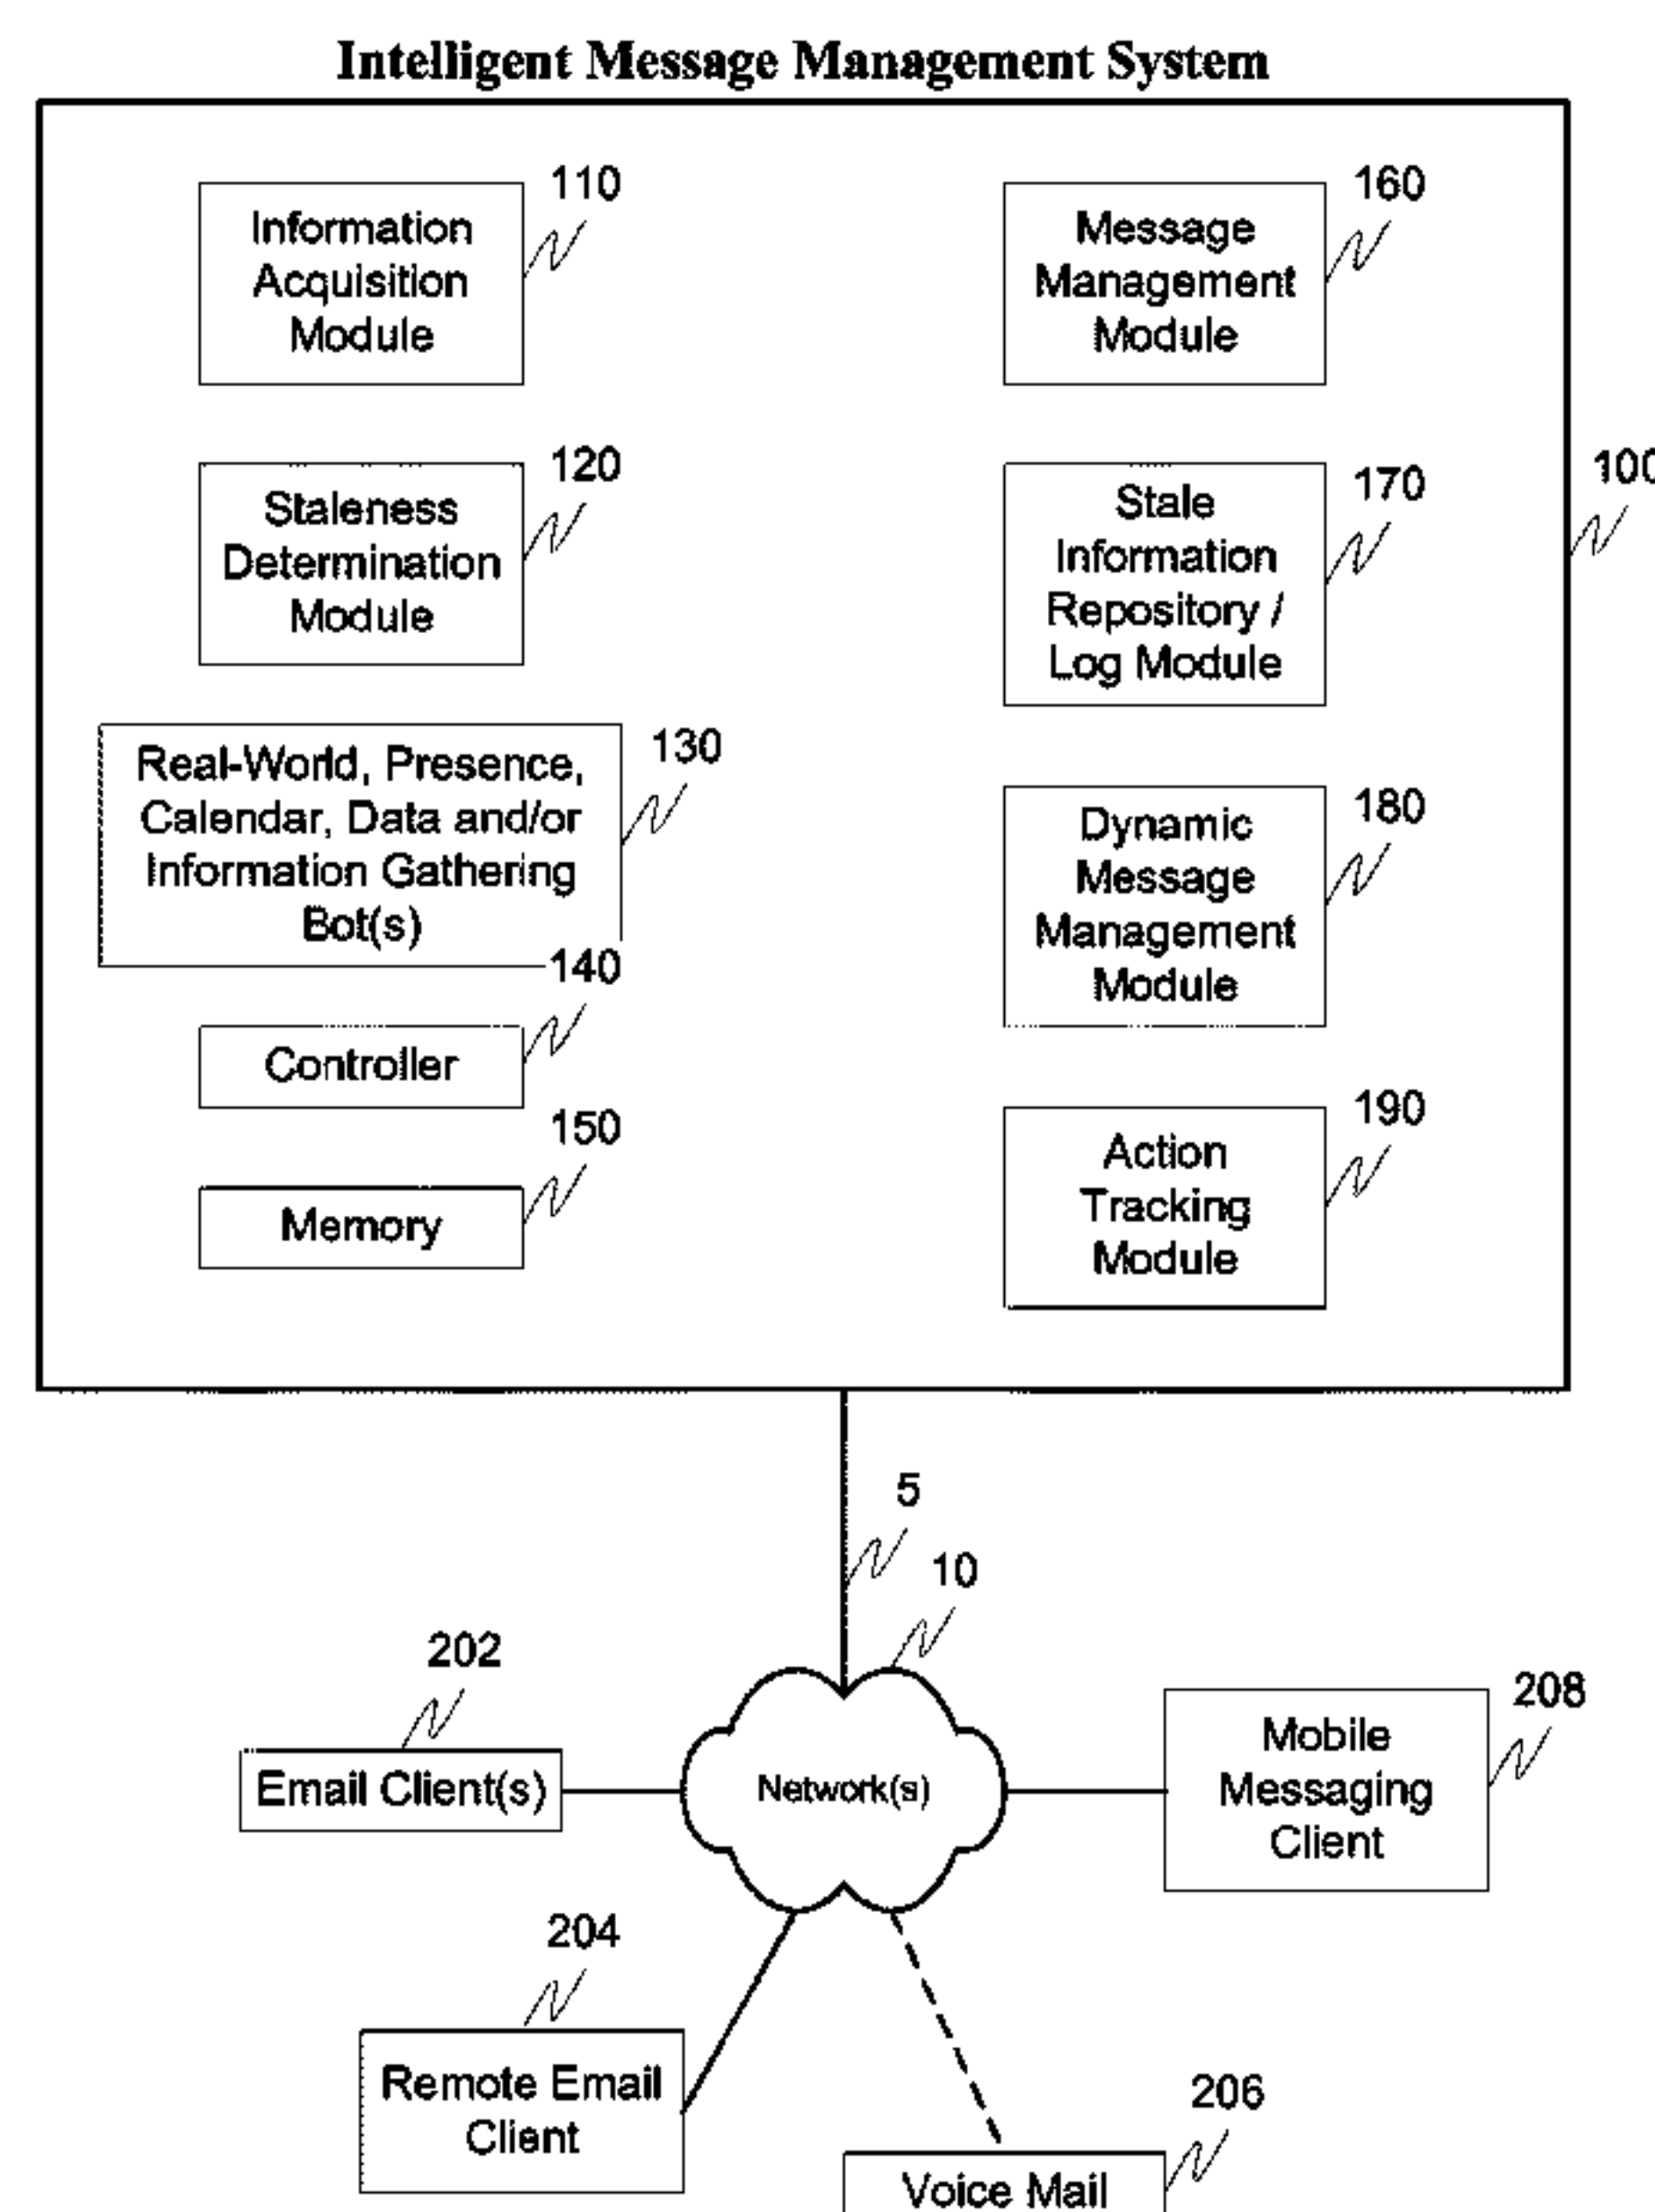 Intelligent Message Management System
110
Information
Acquisition
Module
160
Message
Management
Module
120
Staleness
Determination
Module
170
Stale
Information
Repository /
Log Module
100
130
Real-World, Presence,
Calendar, Data and/or
Information Gathering
Bot(s)
180
Dynamic
Message
Management
Module
140
Controller
150
Memory
190
Action
Tracking
Module
5
10
202
Email Client(s)
Network(s)
208
Mobile
Messaging
Client
204
Remote Email
Client
206
Voice Mail